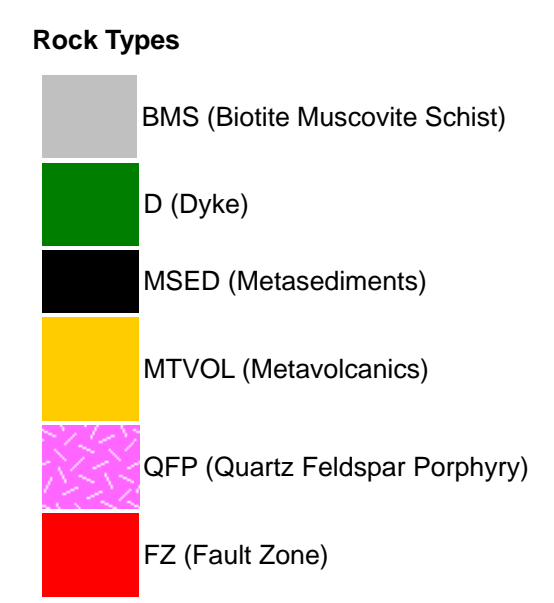 Rock Types
BMS (Biotite Muscovite Schist)
D (Dyke)
MSED (Metasediments)
MTVOL (Metavolcanics)
QFP (Quartz Feldspar Porphyry)
FZ (Fault Zone)